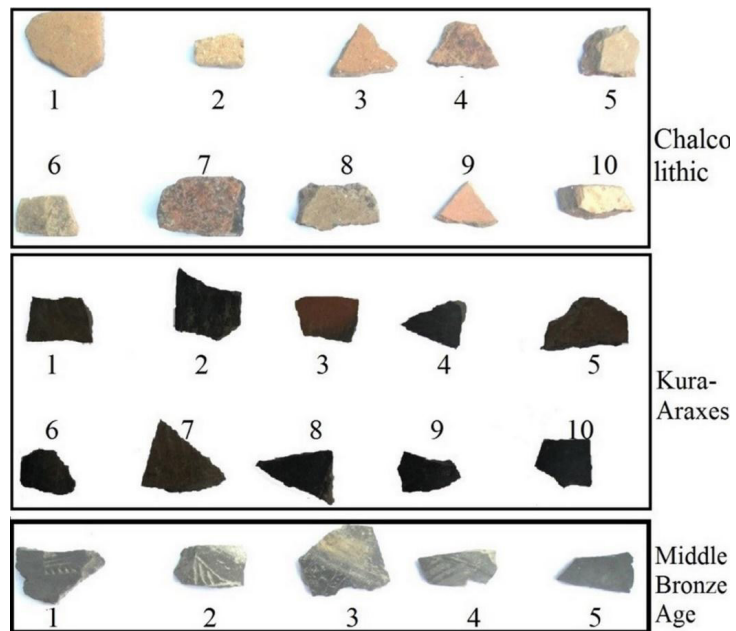 1 2 3 4 5
6 7 8 9 10
Chalco
lithic
1 2 3 4 5
6 7 8 9 10
Kura-
Araxes
1 2 3 4 5
Middle
Bronze
Age